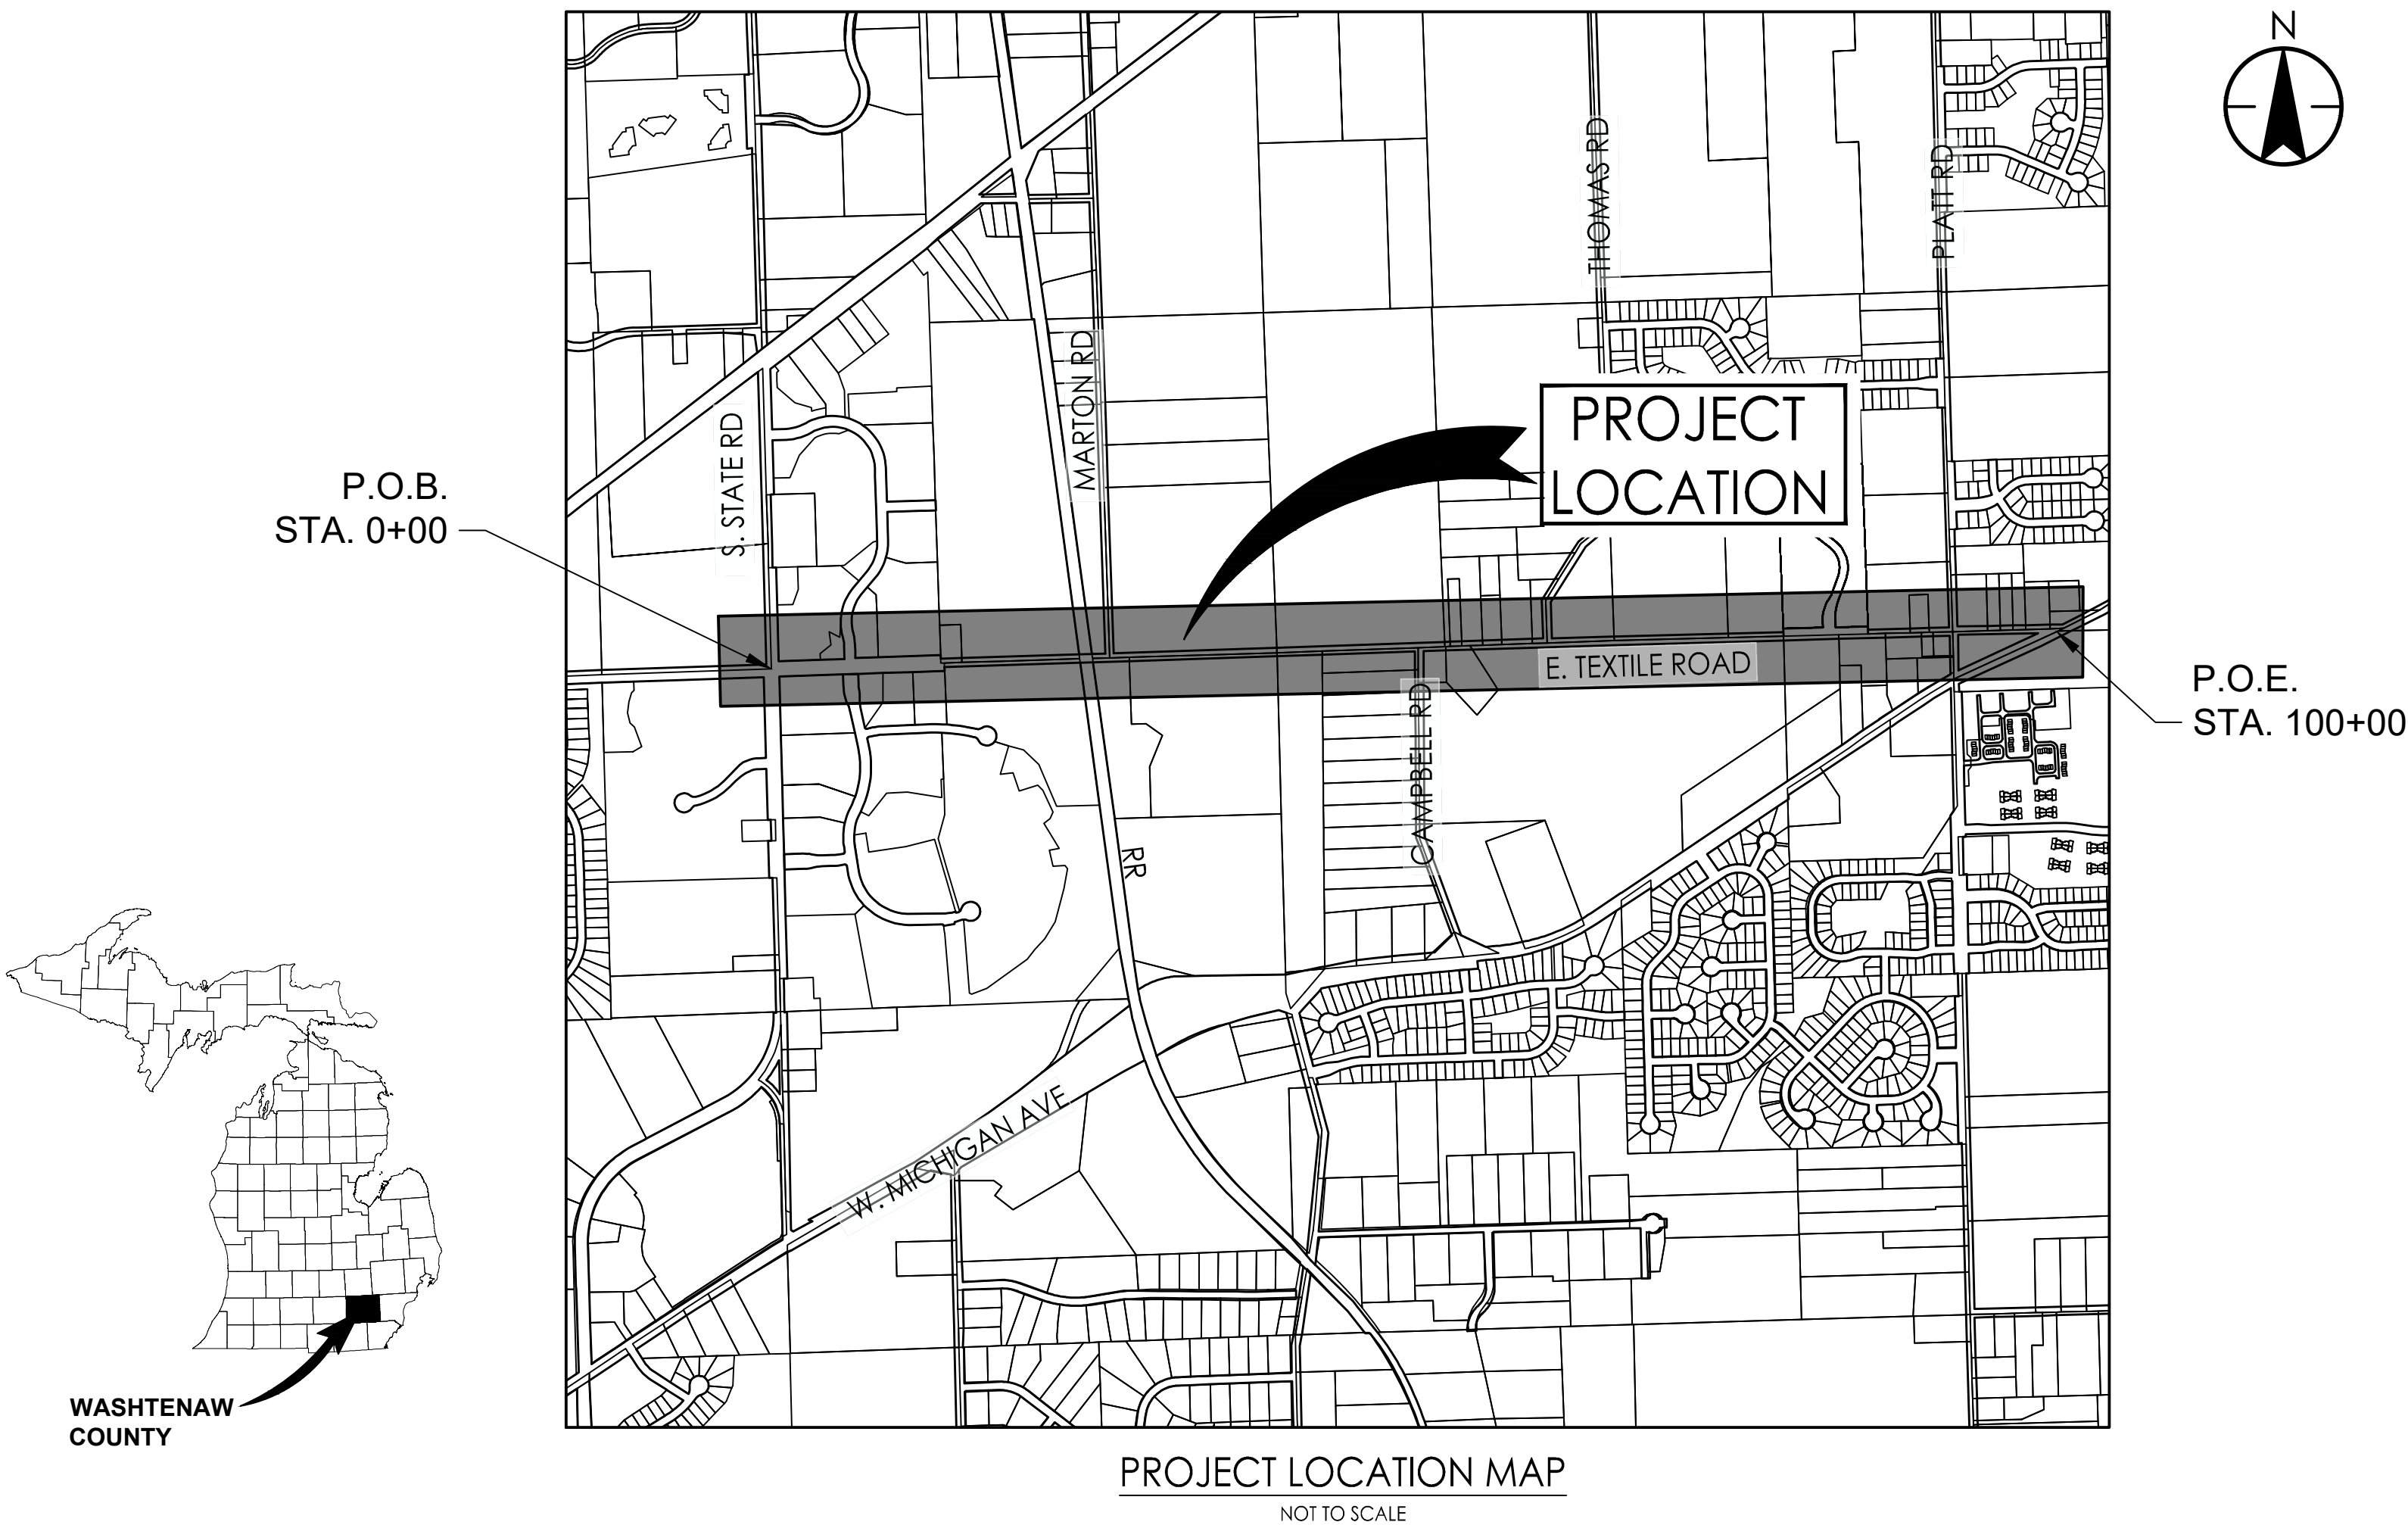 N
THOMAS RD
PLATT RD
MARTON RD
PROJECT
LOCATION
S. STATE RD
P.O.B.
STA. 0+00
E. TEXTILE ROAD
P.O.E.
STA. 100+00
CAMPBELL RD
RR
W. MICHIGAN AVE
WASHTENAW
COUNTY
PROJECT LOCATION MAP
NOT TO SCALE